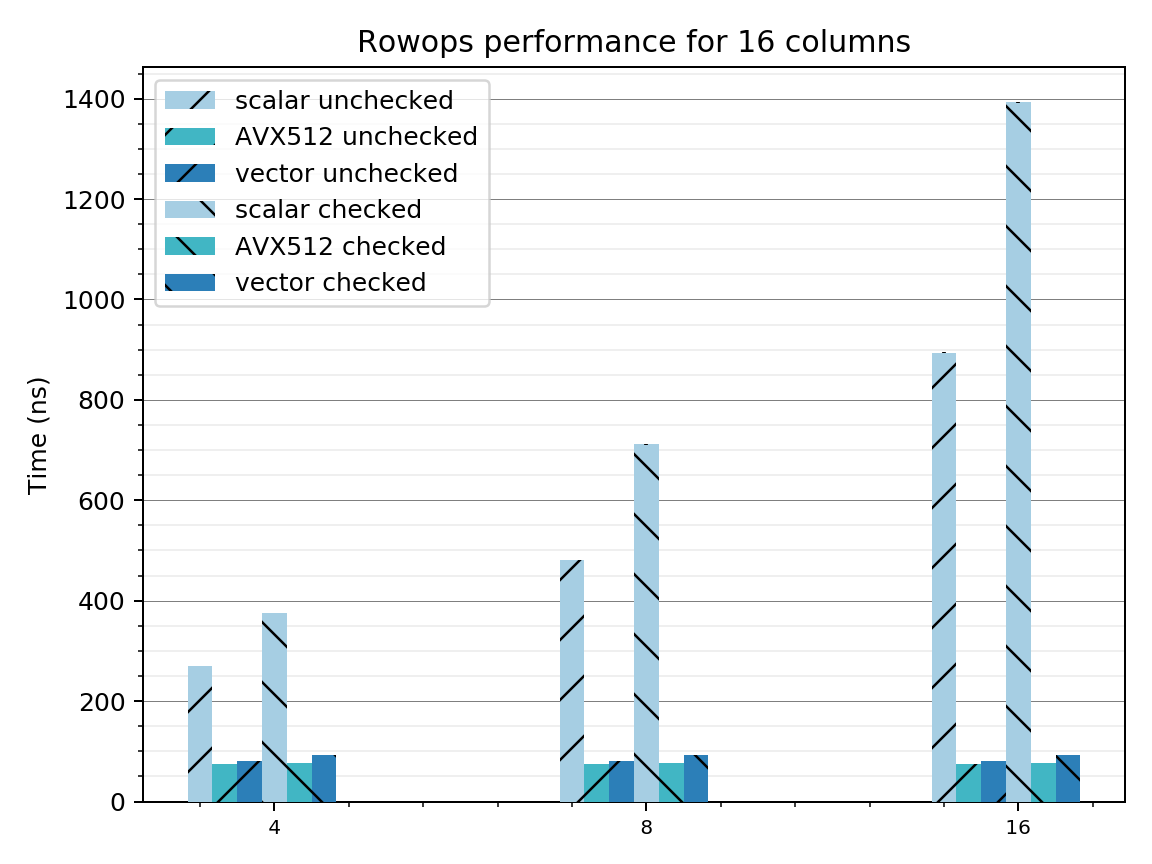 Rowops performance for 16 columns
1400
1200
1000
800
600
400
200
0
Time (ns)
scalar unchecked
AVX512 unchecked
vector unchecked
scalar checked
AVX512 checked
vector checked
4
8
16